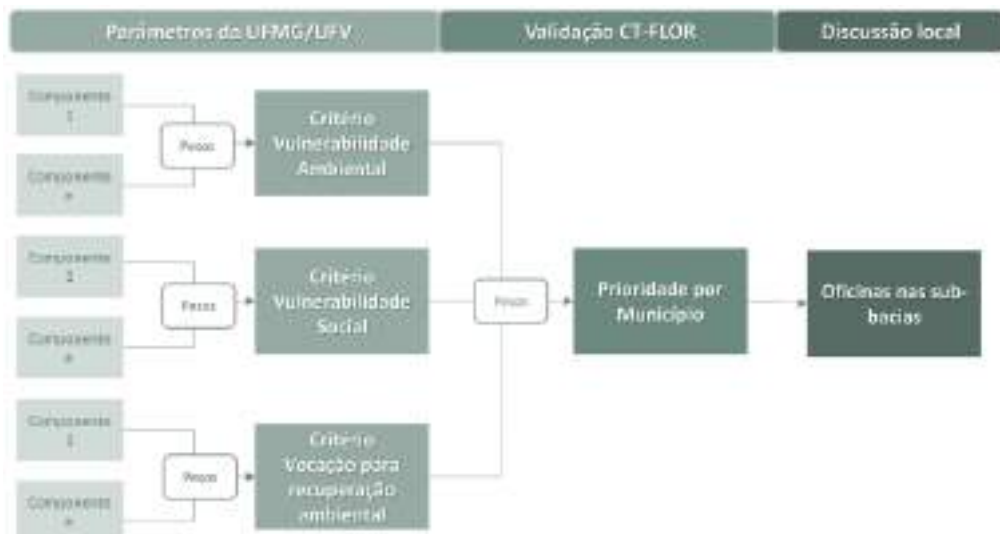 Parâmetros da UFMG/UFV
Validação CT-FLOR
Discussão local
Componente
1
Componente
n
Pesos
Critério
Vulnerabilidade
Ambiental
Componente
1
Componente
n
Pesos
Critério
Vulnerabilidade
Social
Componente
1
Componente
n
Pesos
Critério
Vocação para
recuperação
ambiental
Pesos
Prioridade por
Município
Oficinas nas sub-
bacias